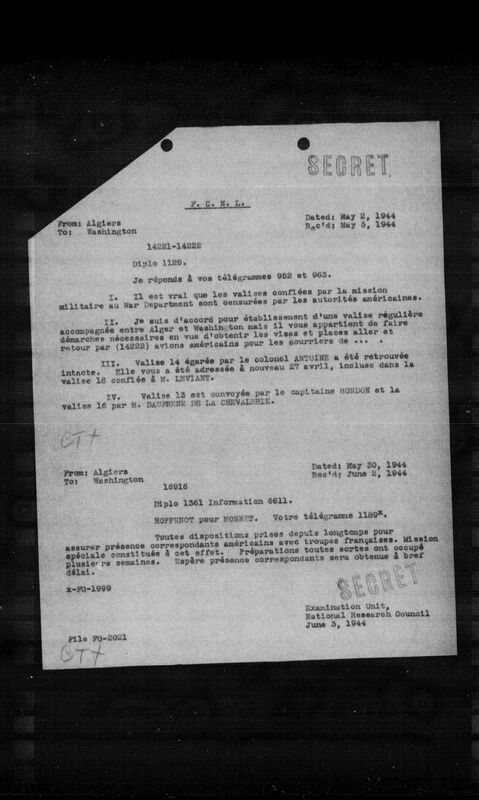 SECRET
F. C. N. L.
From: Algiers
To: Washington
Dated: May 2, 1944
Rec'd: May 5, 1944
14221-14222
Diplo 1129.
Je réponds à vos télégrammes 952 et 963.
I. Il est vrai que les valises confiées par la mission
militaire au War Department sont censurées par les autorités américaines.
II. Je suis d'accord pour établissement d'une valise régulière
accompagnée entre Alger et Washington mais il vous appartient de faire
démarches nécessaires en vue d'obtenir les visas et places aller et
retour par (14222) avions américains pour les courriers de ... .
III. Valise 14 égarée par le colonel ANTOINE a été retrouvée
intacte. Elle vous a été adressée à nouveau 27 avril, incluse dans la
valise 18 confiée à M. LEVIANT.
IV. Valise 13 est convoyée par le capitaine MONDON et la
valise 16 par M. DAUPRENE DE LA CHEVALERIE.
CTX
From: Algiers
To: Washington
Dated: May 30, 1944
Rec'd: June 2, 1944
16916
Diplo 1361 Information 6611.
HOPPENOT pour MONNET. Votre télégramme 1189x.
Toutes dispositions prises depuis longtemps pour
assurer présence correspondants américains avec troupes françaises. Mission
spéciale constituée à cet effet. Préparations toutes sortes ont occupé
plusieurs semaines. Espère présence correspondants sera obtenue à bref
délai.
x-FG-1999
SECRET
Examination Unit,
National Research Council
June 3, 1944
File FG-2021
CTX